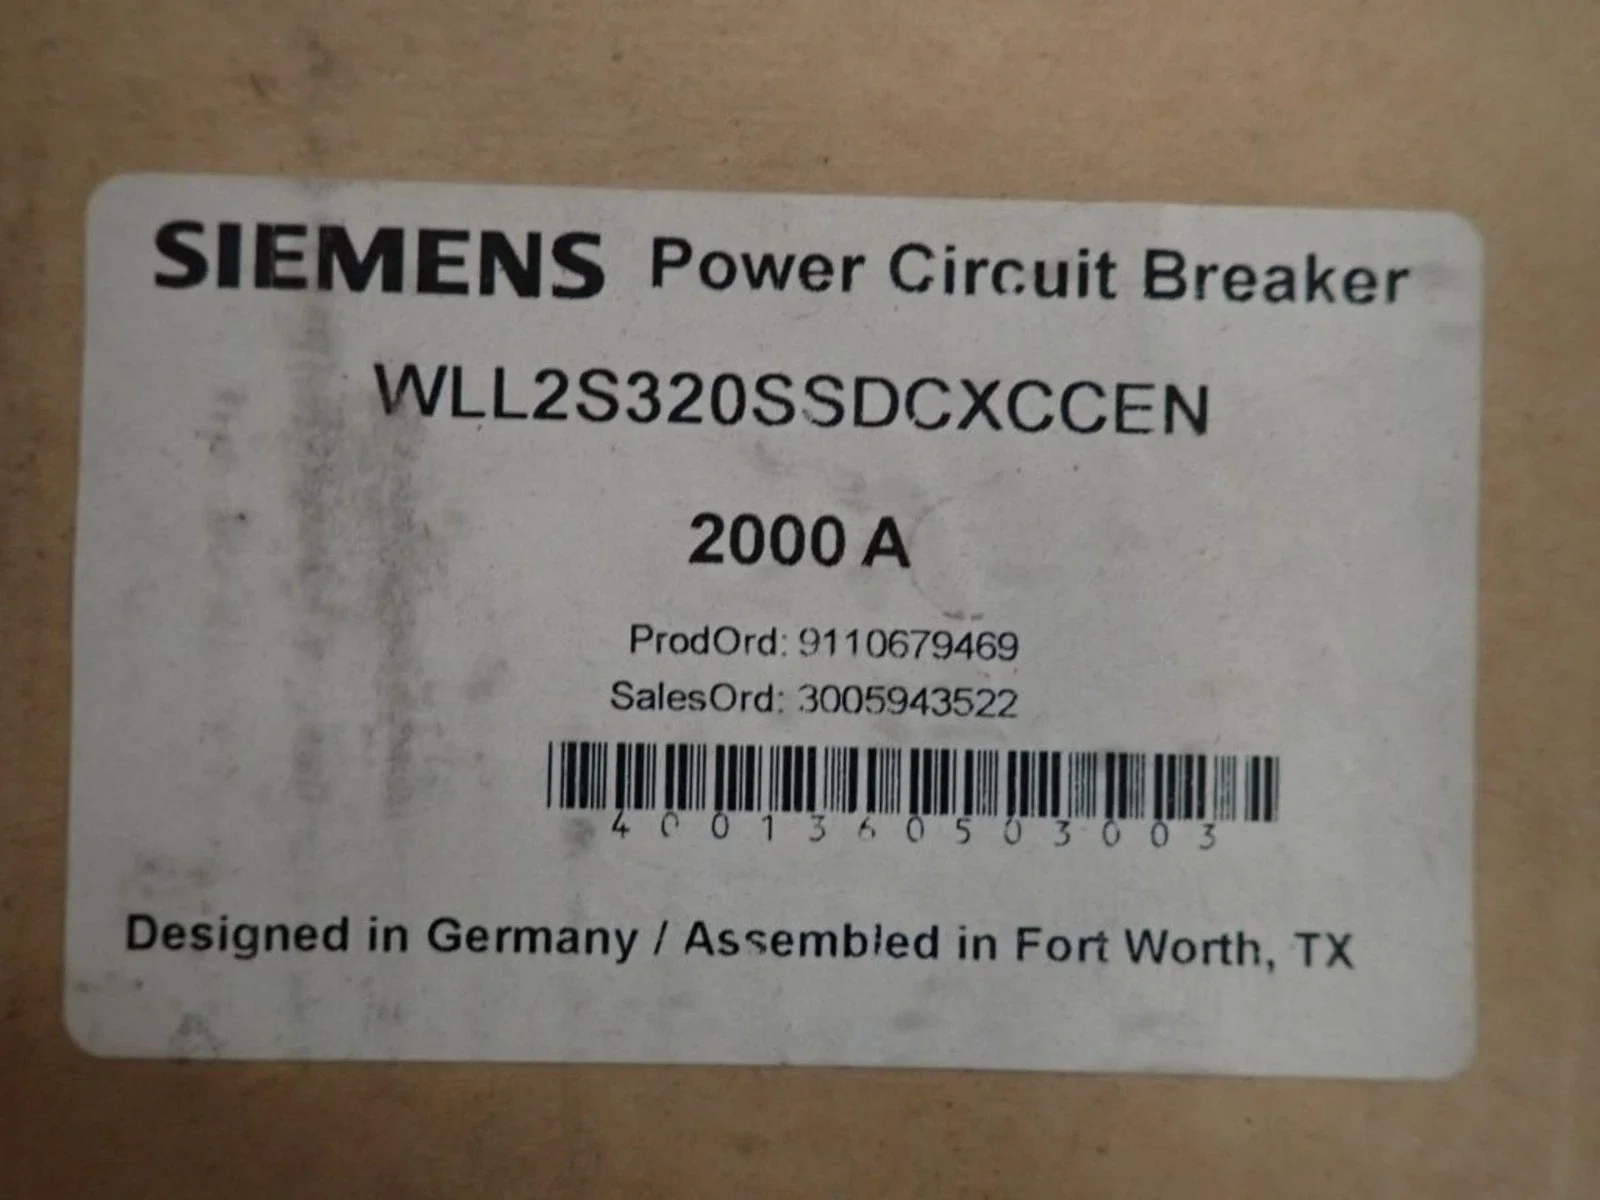 SIEMENS Power Circuit Breaker
WLL2S320SSDCXCCEN
2000 A
ProdOrd: 9110679469
SalesOrd: 3005943522
4001360503003
Designed in Germany / Assembled in Fort Worth, TX